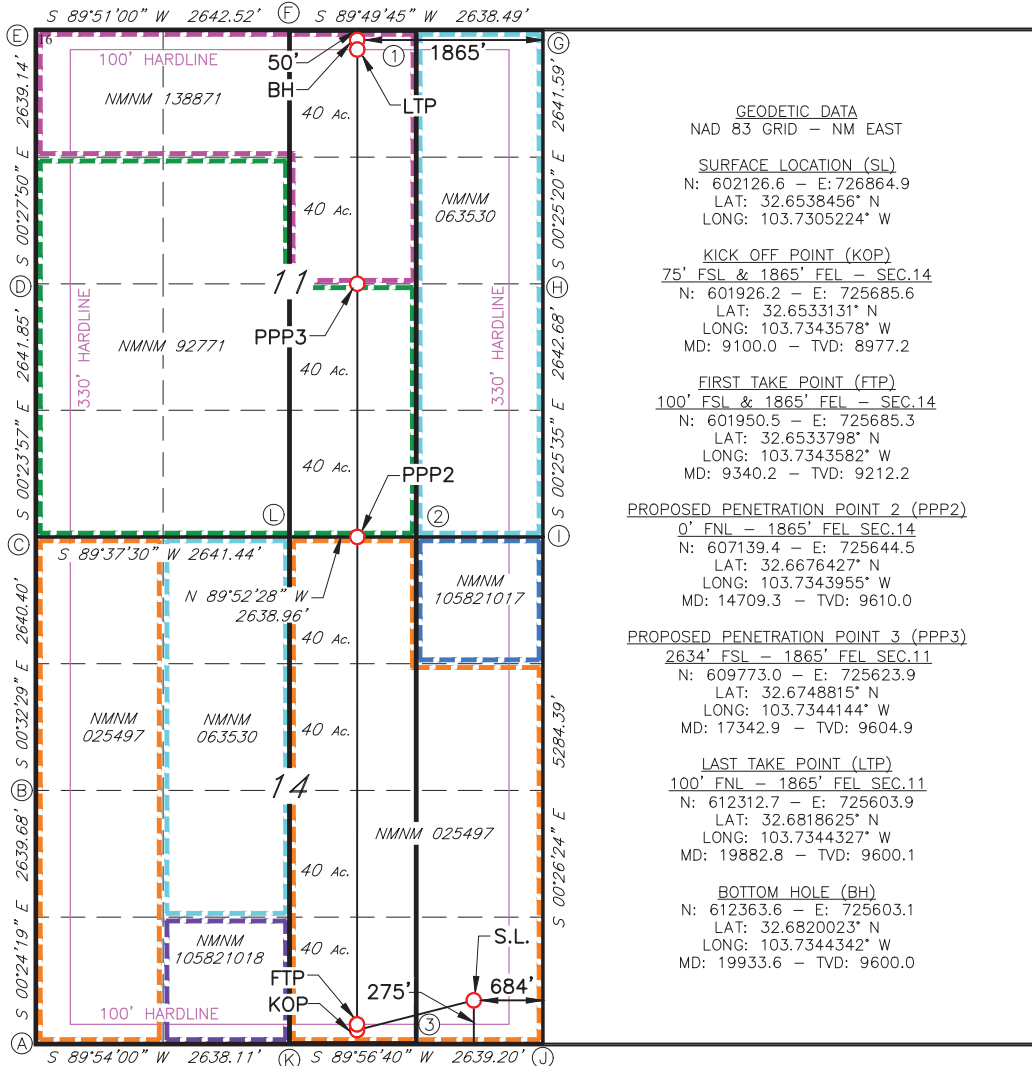 S 89°51'00" W 2642.52'
F
S 89°49'45" W 2638.49'
E
16
G
100' HARDLINE
50'
BH
1
1865'
LTP
NMNM 138871
40 Ac.
2639.14'
S 00°27'50" E
2641.59'
S 00°25'20" E
NMNM
063530
40 Ac.
D
11
H
PPP3
330' HARDLINE
330' HARDLINE
NMNM 92771
40 Ac.
2641.85'
S 00°23'57" E
2642.68'
S 00°25'35" E
40 Ac.
PPP2
L
2
C
I
S 89°37'30" W 2641.44'
N 89°52'28" W
2638.96'
NMNM
105821017
40 Ac.
2640.40'
S 00°32'29" E
NMNM
025497
NMNM
063530
40 Ac.
5284.39'
S 00°26'24" E
B
14
NMNM 025497
40 Ac.
2639.68'
S 00°24'19" E
NMNM
105821018
40 Ac.
S.L.
FTP
275'
684'
KOP
100' HARDLINE
3
A
S 89°54'00" W 2638.11'
K
S 89°56'40" W 2639.20'
J
GEODETIC DATA
NAD 83 GRID - NM EAST
SURFACE LOCATION (SL)
N: 602126.6 - E:726864.9
LAT: 32.6538456° N
LONG: 103.7305224° W
KICK OFF POINT (KOP)
75' FSL & 1865' FEL - SEC.14
N: 601926.2 - E: 725685.6
LAT: 32.6533131° N
LONG: 103.7343578° W
MD: 9100.0 - TVD: 8977.2
FIRST TAKE POINT (FTP)
100' FSL & 1865' FEL - SEC.14
N: 601950.5 - E: 725685.3
LAT: 32.6533798° N
LONG: 103.7343582° W
MD: 9340.2 - TVD: 9212.2
PROPOSED PENETRATION POINT 2 (PPP2)
0' FNL - 1865' FEL SEC.14
N: 607139.4 - E: 725644.5
LAT: 32.6676427° N
LONG: 103.7343955° W
MD: 14709.3 - TVD: 9610.0
PROPOSED PENETRATION POINT 3 (PPP3)
2634' FSL - 1865' FEL SEC.11
N: 609773.0 - E: 725623.9
LAT: 32.6748815° N
LONG: 103.7344144° W
MD: 17342.9 - TVD: 9604.9
LAST TAKE POINT (LTP)
100' FNL - 1865' FEL SEC.11
N: 612312.7 - E: 725603.9
LAT: 32.6818625° N
LONG: 103.7344327° W
MD: 19882.8 - TVD: 9600.1
BOTTOM HOLE (BH)
N: 612363.6 - E: 725603.1
LAT: 32.6820023° N
LONG: 103.7344342° W
MD: 19933.6 - TVD: 9600.0